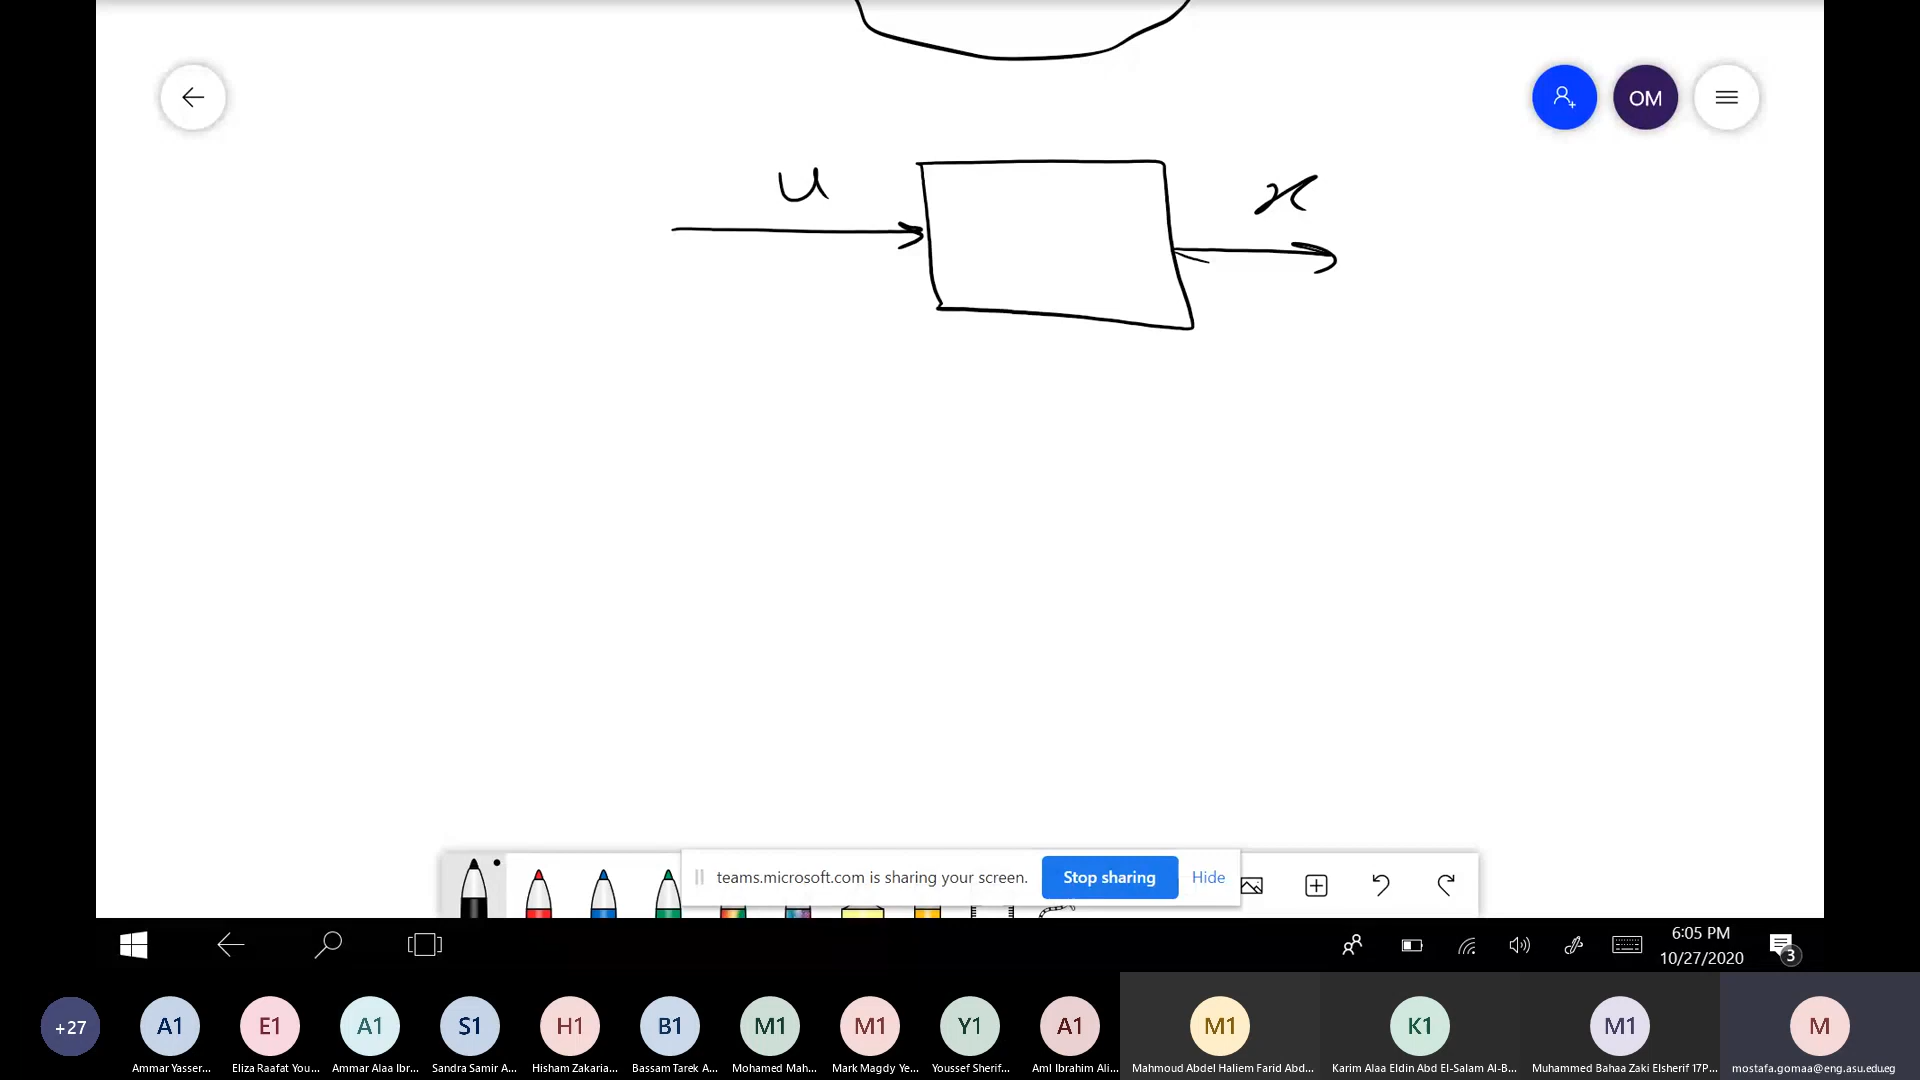 OM
u
x
teams.microsoft.com is sharing your screen.
Stop sharing
Hide
6:05 PM
10/27/2020
3
+27
A1
E1
A1
S1
H1
B1
M1
M1
Y1
A1
M1
K1
M1
M
Ammar Yasser...
Eliza Raafat You...
Ammar Alaa Ibr...
Sandra Samir A...
Hisham Zakaria...
Bassam Tarek A...
Mohamed Mah...
Mark Magdy Ye...
Youssef Sherif...
Aml Ibrahim Ali...
Mahmoud Abdel Haliem Farid Abd...
Karim Alaa Eldin Abd El-Salam Al-B...
Muhammed Bahaa Zaki Elsherif 17P...
mostafa.gomaa@eng.asu.edu.eg